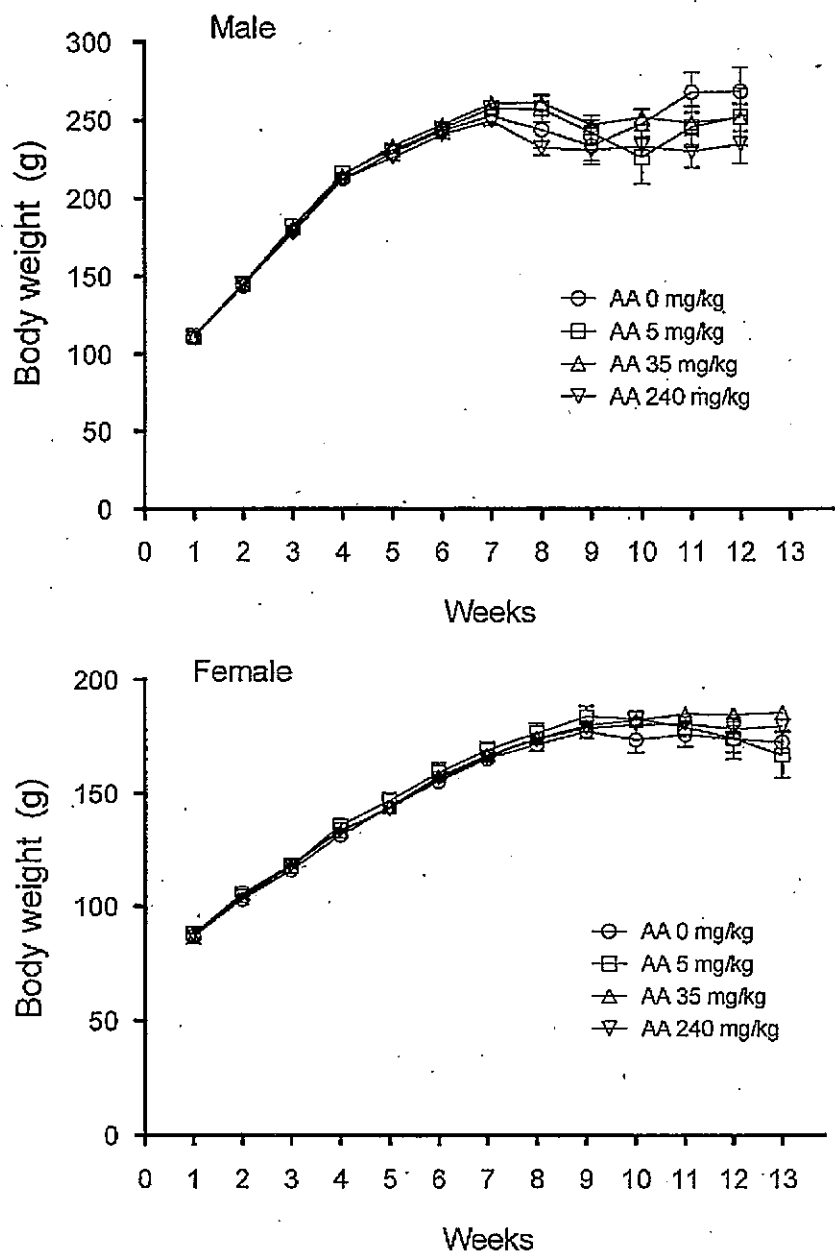 Male
300
250
200
150
100
50
0
Body weight (g)
AA 0 mg/kg
AA 5 mg/kg
AA 35 mg/kg
AA 240 mg/kg
0 1 2 3 4 5 6 7 8 9 10 11 12 13
Weeks
Female
200
150
100
50
0
Body weight (g)
AA 0 mg/kg
AA 5 mg/kg
AA 35 mg/kg
AA 240 mg/kg
0 1 2 3 4 5 6 7 8 9 10 11 12 13
Weeks